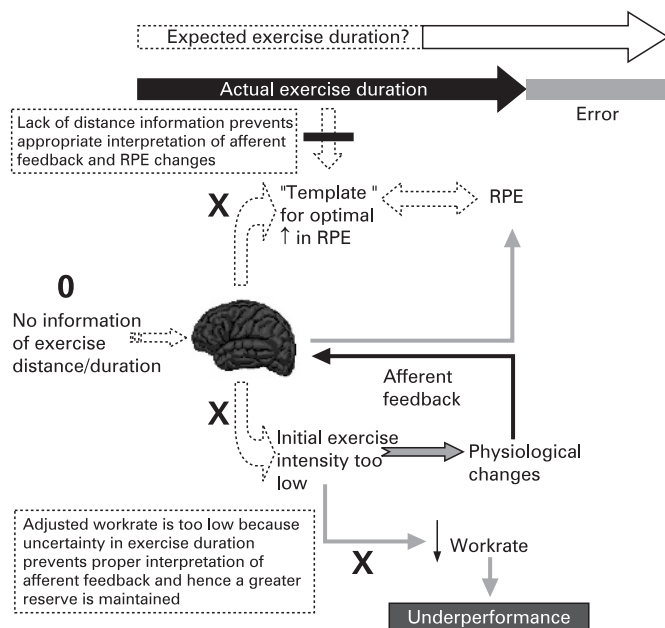 Expected exercise duration?
Actual exercise duration
Error
Lack of distance information prevents
appropriate interpretation of afferent
feedback and RPE changes
X
"Template "
for optimal
↑ in RPE
RPE
0
No information
of exercise
distance/duration
Afferent
feedback
X
Initial exercise
intensity too
low
Physiological
changes
Adjusted workrate is too low because
uncertainty in exercise duration
prevents proper interpretation of
afferent feedback and hence a greater
reserve is maintained
X
↓ Workrate
Underperformance